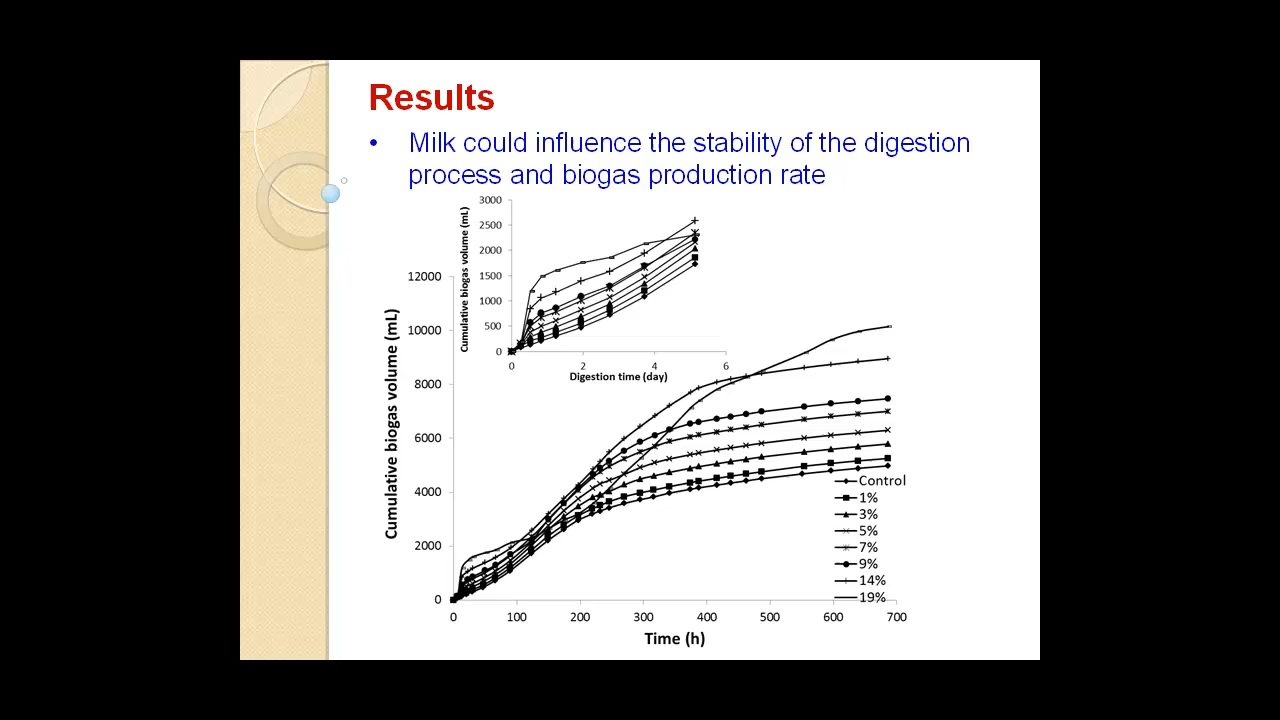 Results
• Milk could influence the stability of the digestion
process and biogas production rate
Cumulative biogas volume (mL)
3000
2500
2000
1500
1000
500
0
0 2 4 6
Digestion time (day)
Cumulative biogas volume (mL)
12000
10000
8000
6000
4000
2000
0
Control
1%
3%
5%
7%
9%
14%
19%
0 100 200 300 400 500 600 700
Time (h)